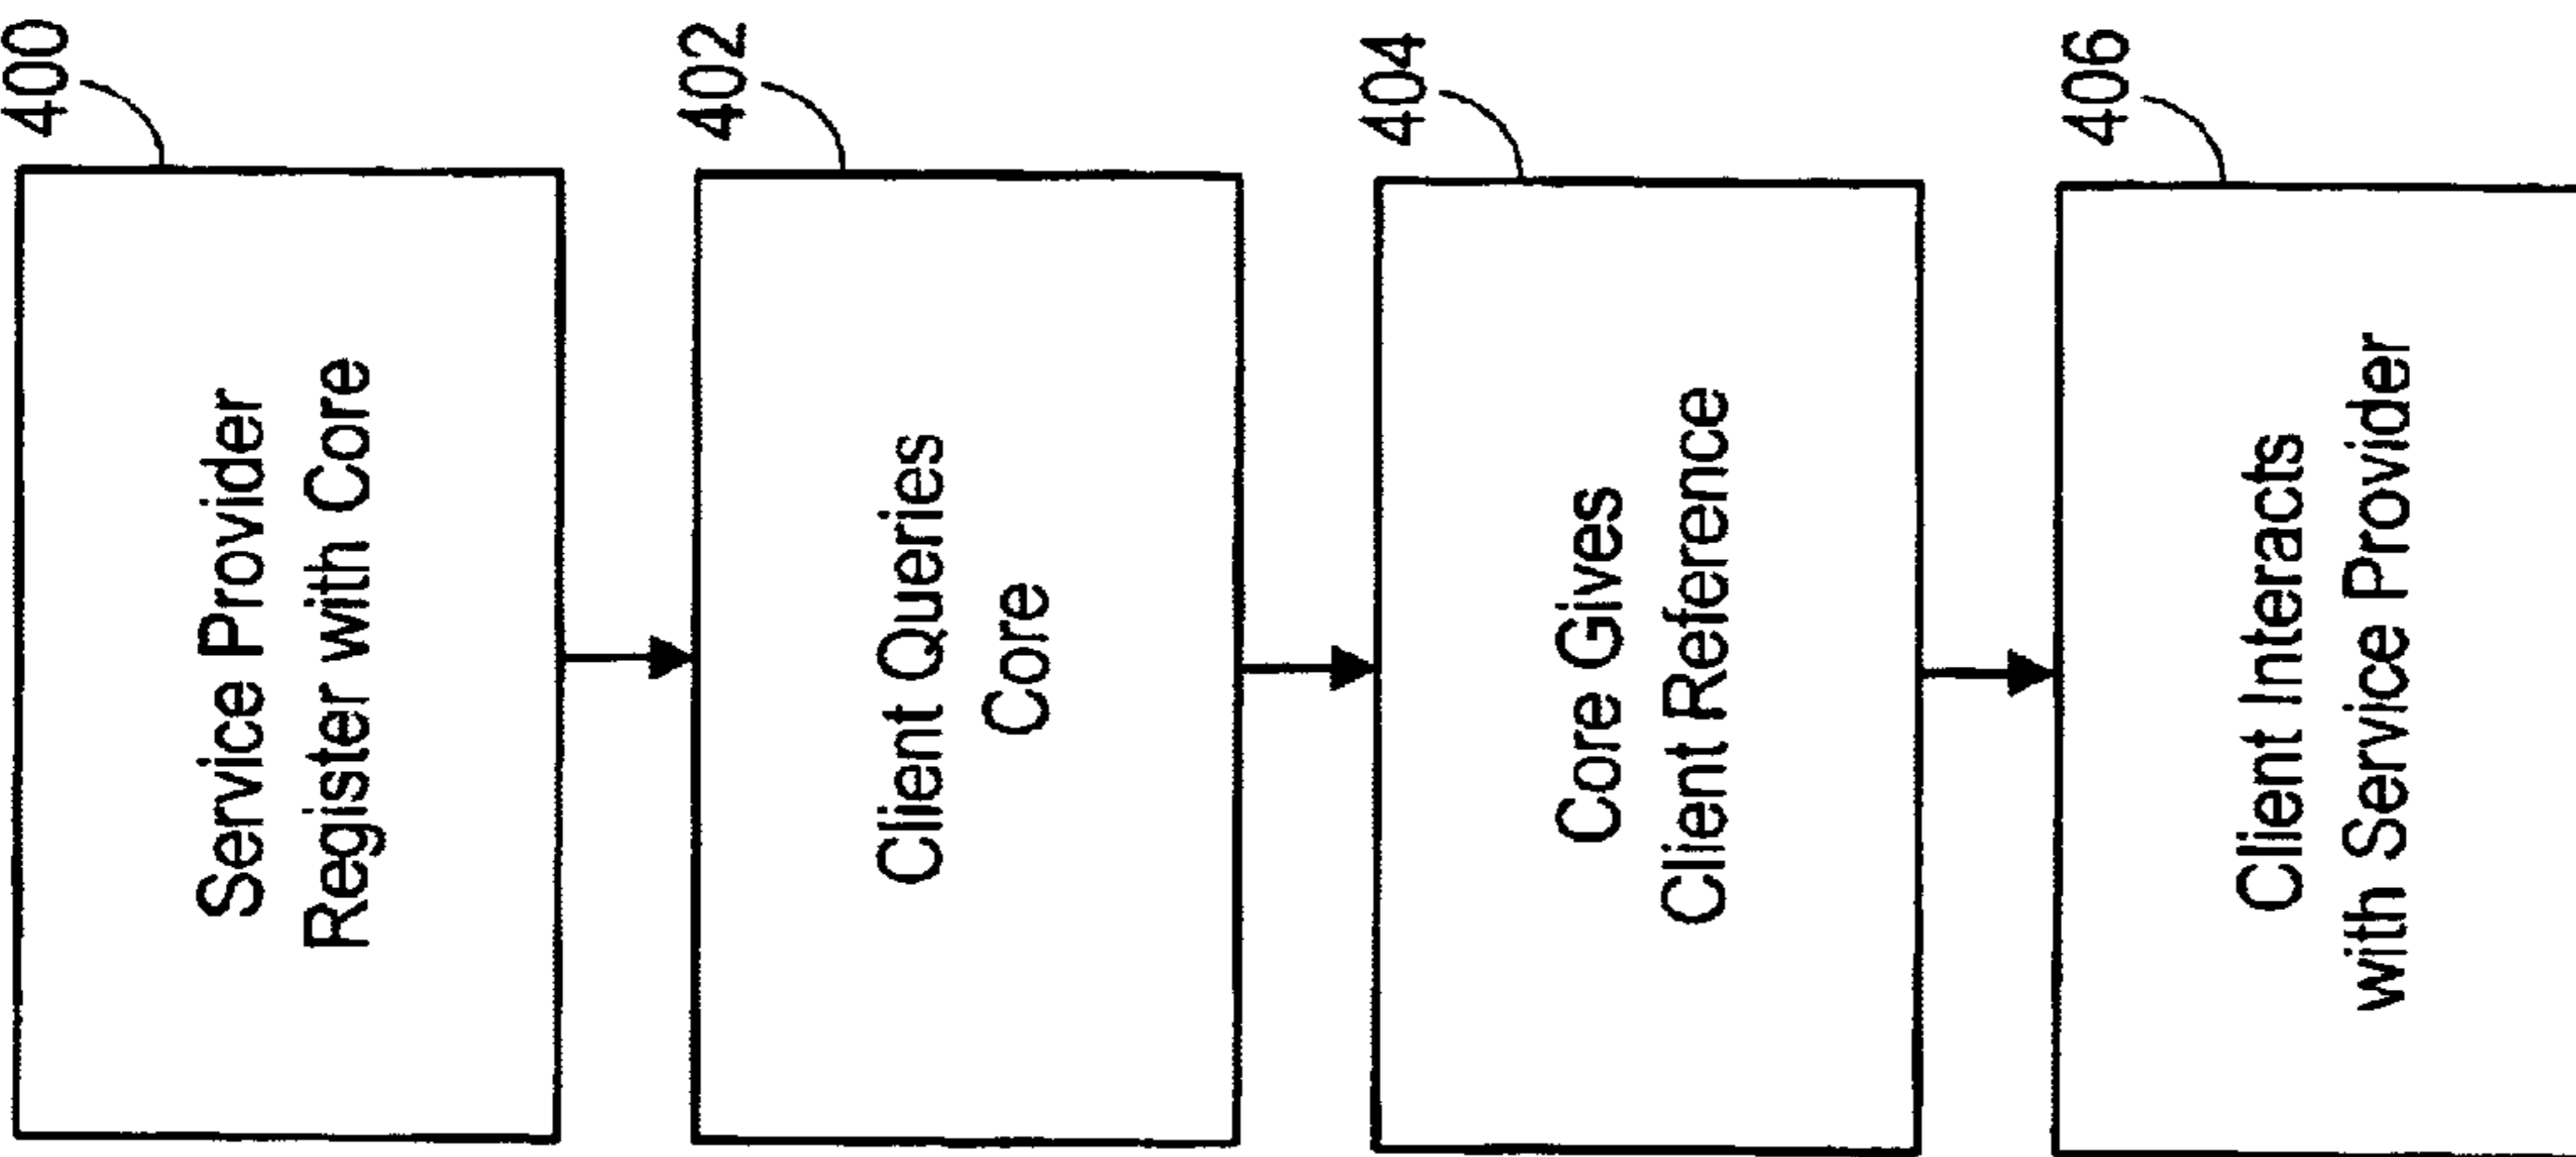 400
Service Provider
Register with Core
402
Client Queries
Core
404
Core Gives
Client Reference
406
Client Interacts
with Service Provider